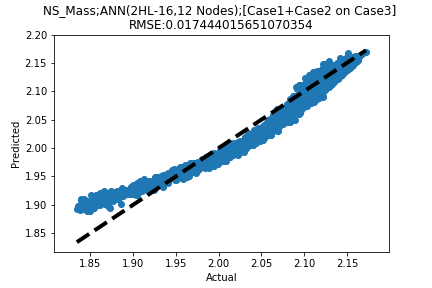 NS_Mass;ANN(2HL-16,12 Nodes);[Case1+Case2 on Case3]
RMSE:0.017444015651070354
2.20
2.15
2.10
2.05
2.00
1.95
1.90
1.85
Predicted
1.85 1.90 1.95 2.00 2.05 2.10 2.15
Actual